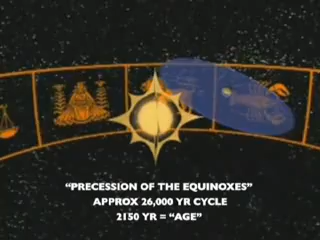 “PRECESSION OF THE EQUINOXES”
APPROX 26,000 YR CYCLE
2150 YR = “AGE”